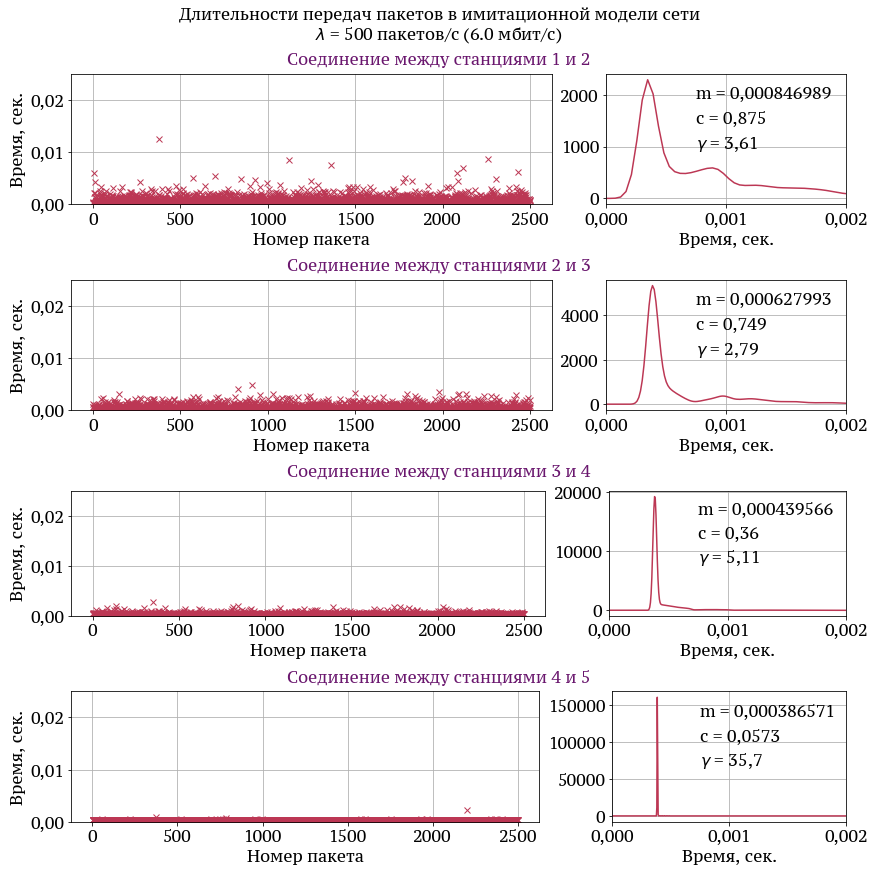 Длительности передач пакетов в имитационной модели сети
λ = 500 пакетов/с (6.0 мбит/с)
Соединение между станциями 1 и 2
Время, сек.
0,02
0,01
0,00
0
500
1000
1500
2000
2500
Номер пакета
2000
1000
0
m = 0,000846989
c = 0,875
γ = 3,61
0,000
0,001
0,002
Время, сек.
Соединение между станциями 2 и 3
Время, сек.
0,02
0,01
0,00
0
500
1000
1500
2000
2500
Номер пакета
4000
2000
0
m = 0,000627993
c = 0,749
γ = 2,79
0,000
0,001
0,002
Время, сек.
Соединение между станциями 3 и 4
Время, сек.
0,02
0,01
0,00
0
500
1000
1500
2000
2500
Номер пакета
20000
10000
0
m = 0,000439566
c = 0,36
γ = 5,11
0,000
0,001
0,002
Время, сек.
Соединение между станциями 4 и 5
Время, сек.
0,02
0,01
0,00
0
500
1000
1500
2000
2500
Номер пакета
150000
100000
50000
0
m = 0,000386571
c = 0,0573
γ = 35,7
0,000
0,001
0,002
Время, сек.